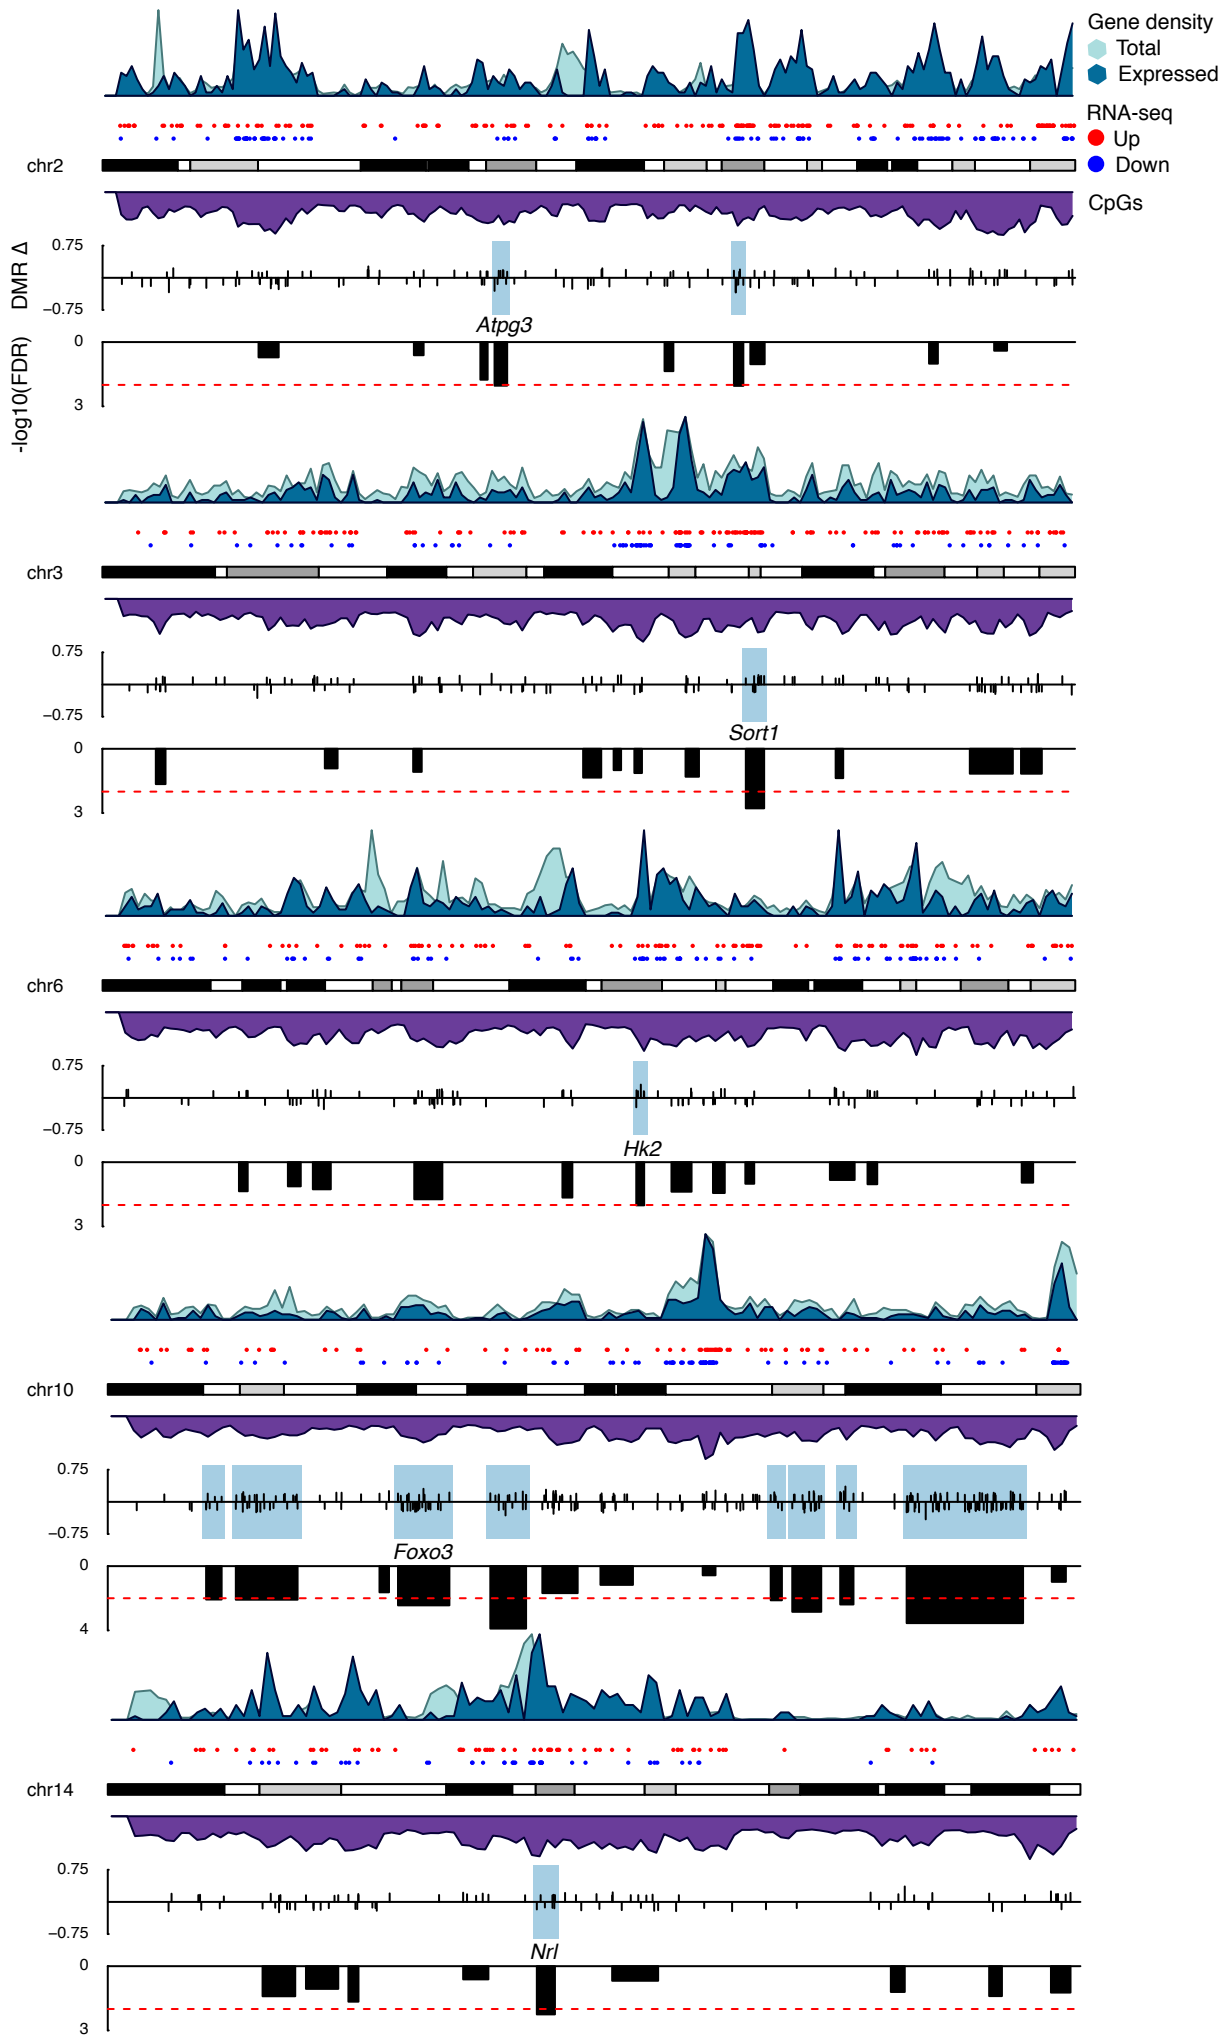 Gene density
Total
Expressed
RNA-seq
Up
Down
chr2
CpGs
DMR Δ
0.75
−0.75
Atpg3
-log10(FDR)
0
3
chr3
0.75
−0.75
Sort1
0
3
chr6
0.75
−0.75
Hk2
0
3
chr10
0.75
−0.75
Foxo3
0
4
chr14
0.75
−0.75
Nrl
0
3